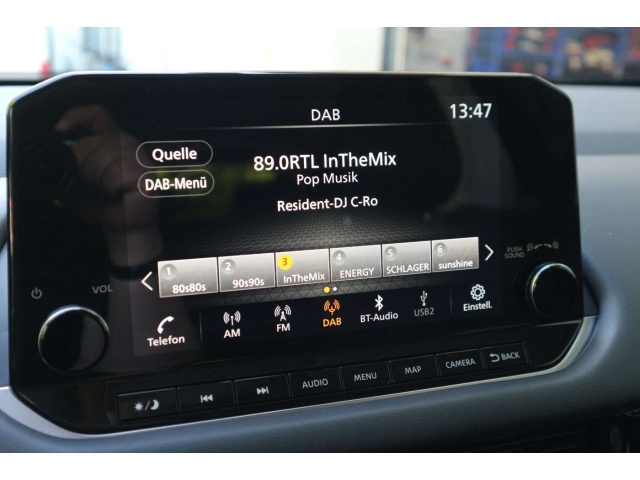 DAB 13:47
Quelle
89.0RTL InTheMix
DAB-Menü
Pop Musik
Resident-DJ C-Ro
1 80s80s
2 90s90s
3 InTheMix
4 ENERGY
5 SCHLAGER
6 sunshine
PUSH SOUND
VOL
Telefon
AM
FM
DAB
BT-Audio
USB2
Einstell.
AUDIO
MENU
MAP
CAMERA
BACK